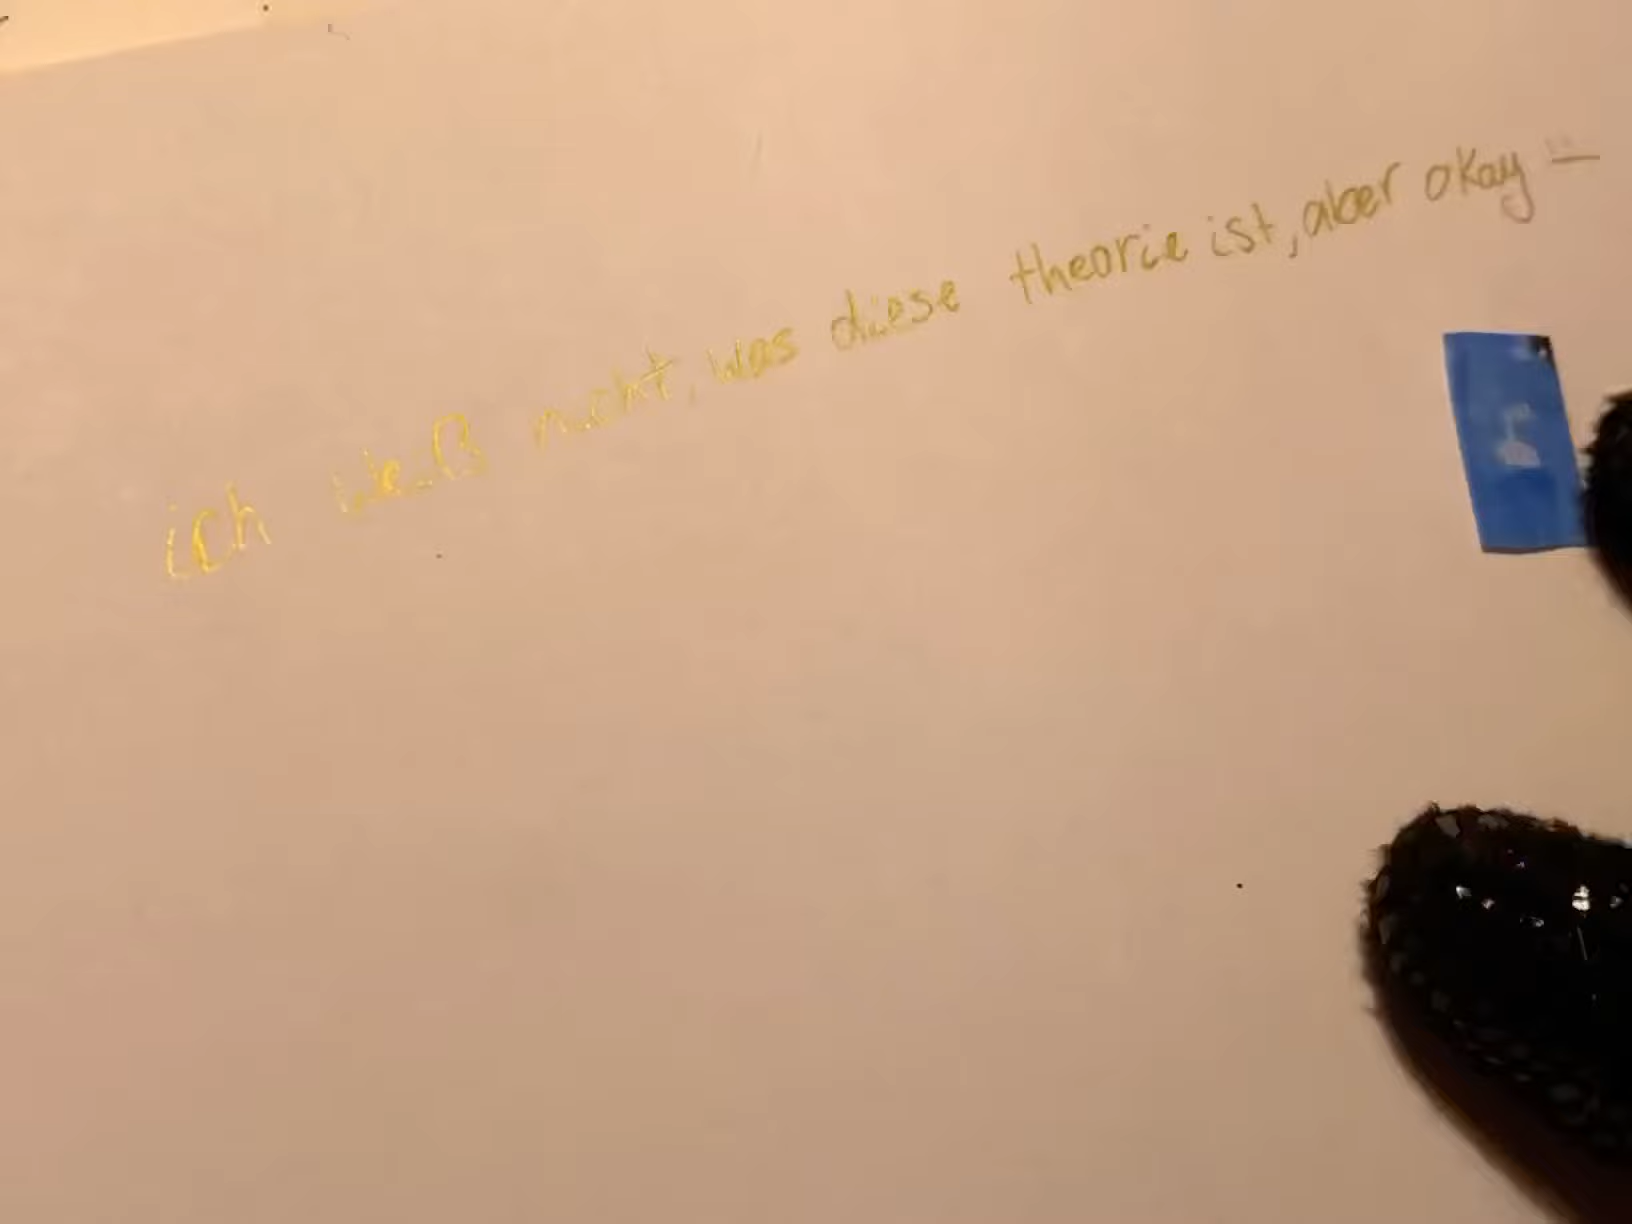 ich weiß nicht, was diese theorie ist, aber okay